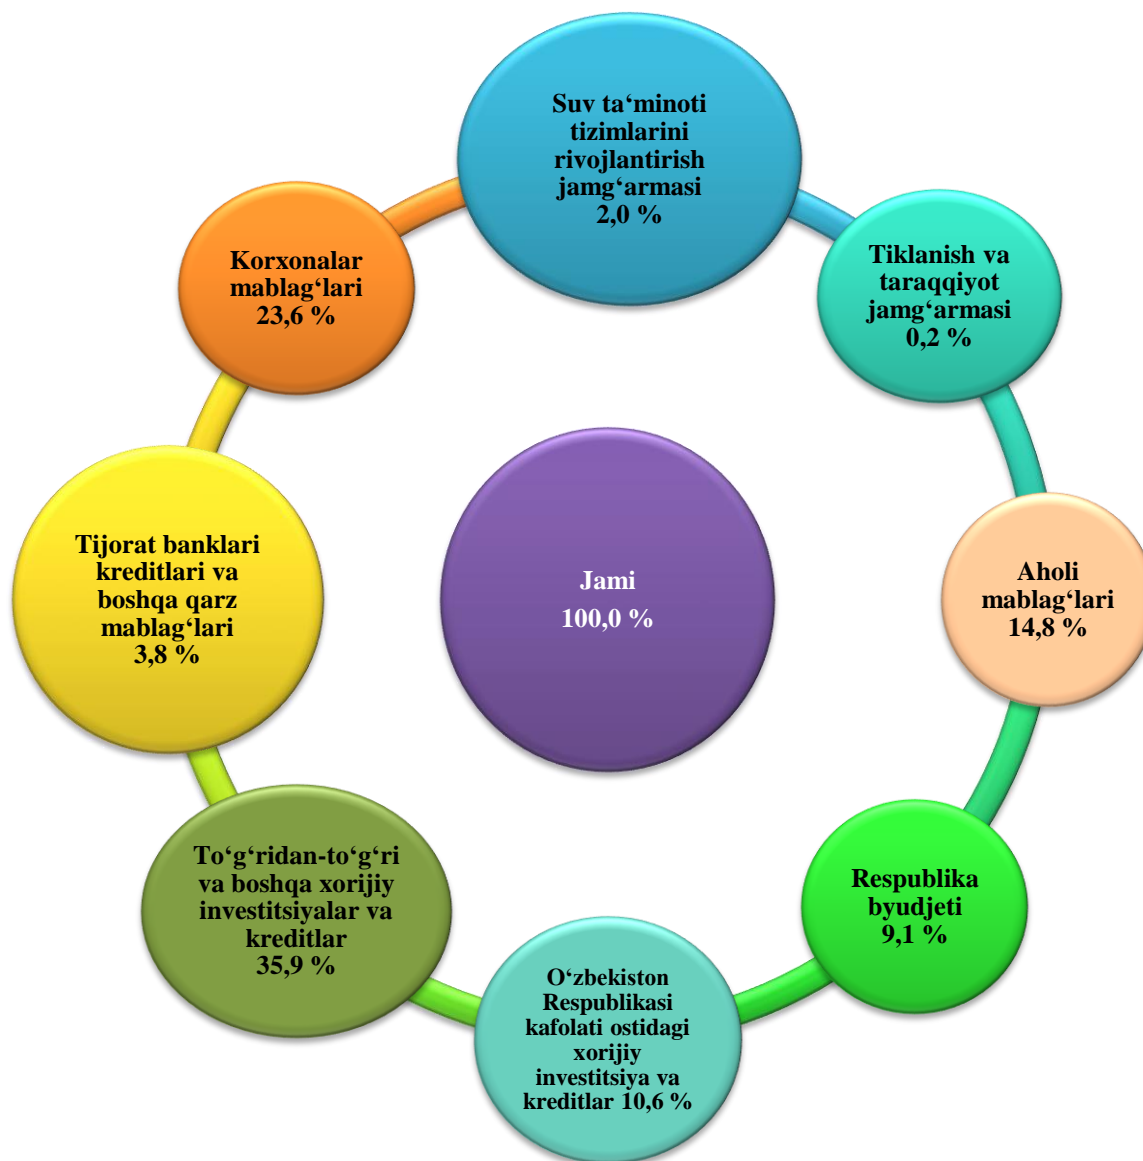 Suv ta‘minoti
tizimlarini
rivojlantirish
jamg‘armasi
2,0 %
Tiklanish va
taraqqiyot
jamg‘armasi
0,2 %
Aholi
mablag‘lari
14,8 %
Respublika
byudjeti
9,1 %
O‘zbekiston
Respublikasi
kafolati ostidagi
xorijiy
investitsiya va
kreditlar 10,6 %
To‘g‘ridan-to‘g‘ri
va boshqa xorijiy
investitsiyalar va
kreditlar
35,9 %
Tijorat banklari
kreditlari va
boshqa qarz
mablag‘lari
3,8 %
Korxonalar
mablag‘lari
23,6 %
Jami
100,0 %